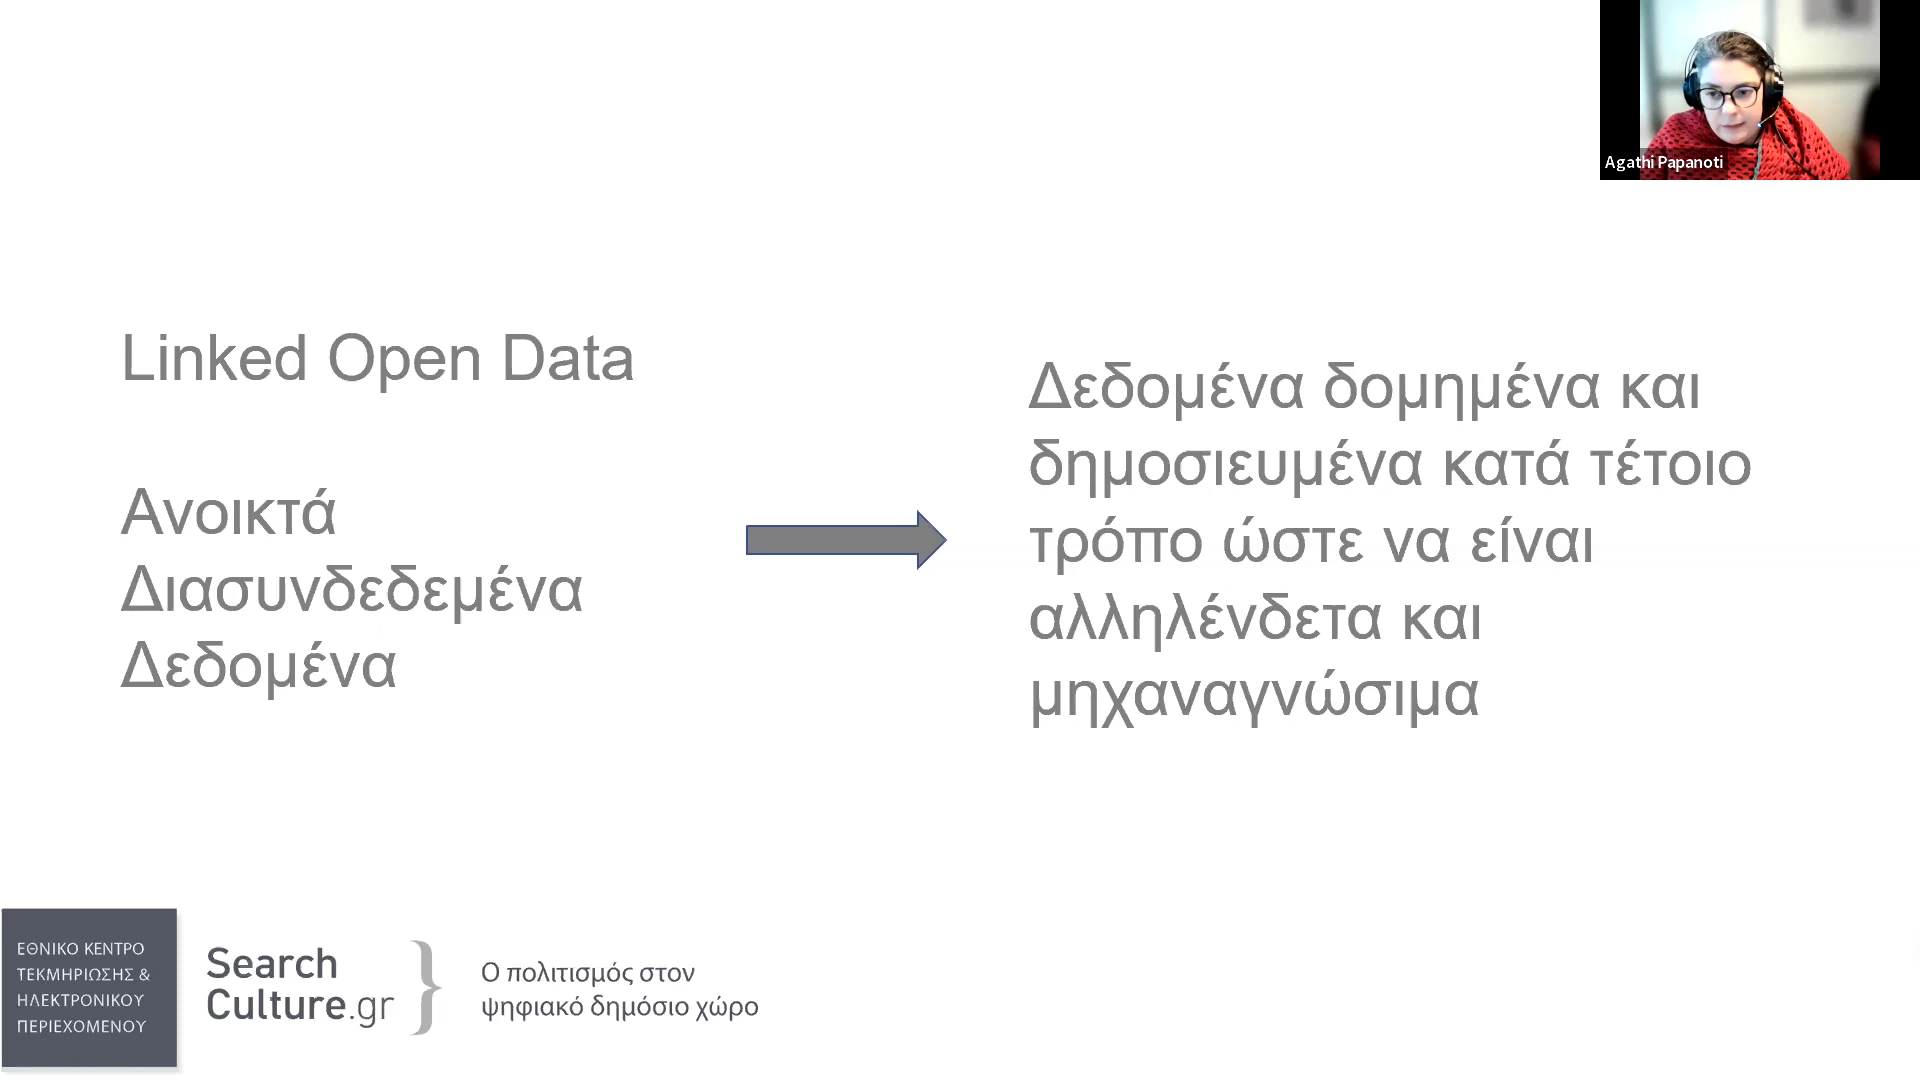 Agathi Papanoti
Linked Open Data
Ανοικτά
Διασυνδεδεμένα
Δεδομένα
Δεδομένα δομημένα και
δημοσιευμένα κατά τέτοιο
τρόπο ώστε να είναι
αλληλένδετα και
μηχαναγνώσιμα
ΕΘΝΙΚΟ ΚΕΝΤΡΟ
ΤΕΚΜΗΡΙΩΣΗΣ &
ΗΛΕΚΤΡΟΝΙΚΟΥ
ΠΕΡΙΕΧΟΜΕΝΟΥ
Search
Culture.gr
Ο πολιτισμός στον
ψηφιακό δημόσιο χώρο